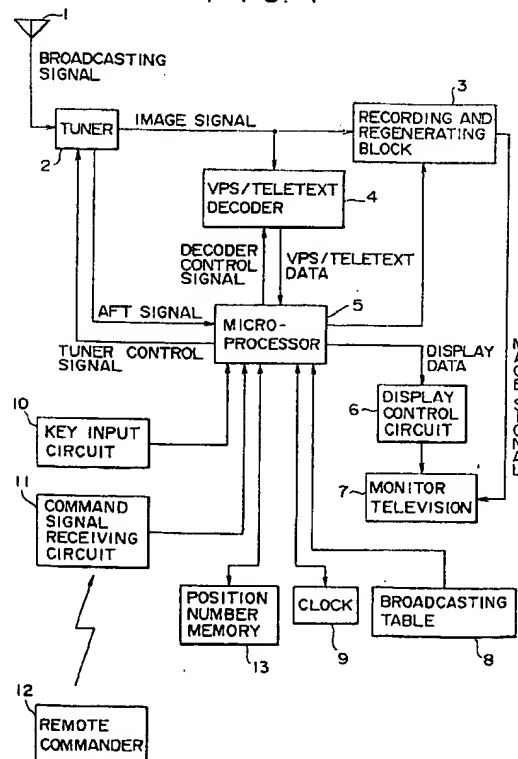 1
BROADCASTING
SIGNAL
TUNER
2
IMAGE SIGNAL
3
RECORDING AND
REGENERATING
BLOCK
VPS/TELETEXT
DECODER
4
DECODER
CONTROL
SIGNAL
VPS/TELETEXT
DATA
5
AFT SIGNAL
MICRO-
PROCESSOR
TUNER CONTROL
SIGNAL
DISPLAY
DATA
6
DISPLAY
CONTROL
CIRCUIT
10
KEY INPUT
CIRCUIT
7
MONITOR
TELEVISION
11
COMMAND
SIGNAL
RECEIVING
CIRCUIT
POSITION
NUMBER
MEMORY
13
CLOCK
9
BROADCASTING
TABLE
8
12
REMOTE
COMMANDER